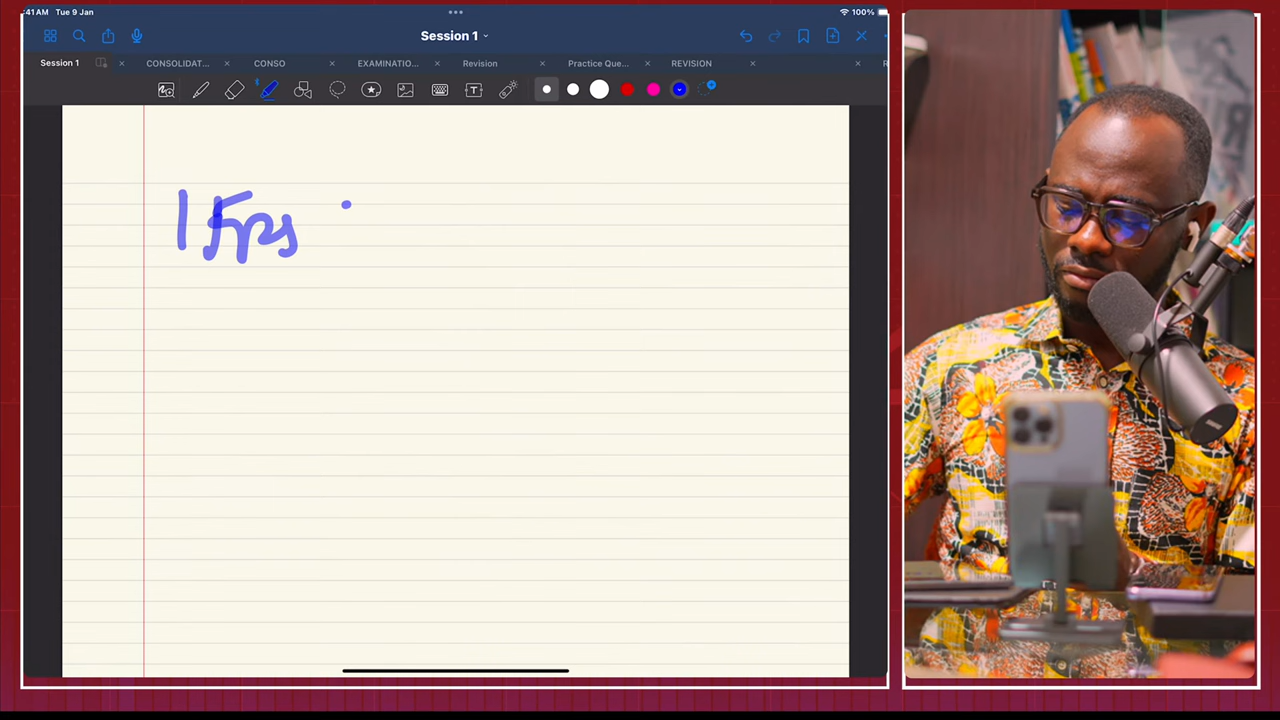 :41 AM Tue 9 Jan 100%
Session 1
Session 1 CONSOLIDAT... CONSO EXAMINATIO... Revision Practice Que... REVISION
T
IFRS